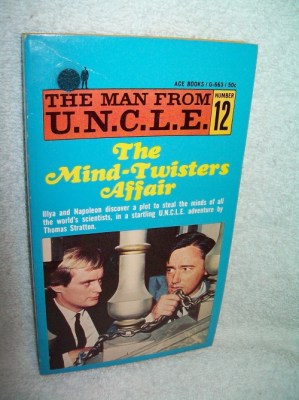 ACE BOOKS / G-663 / 50c
THE MAN FROM
U.N.C.L.E.
NUMBER
12
The
Mind-Twisters
Affair
Illya and Napoleon discover a plot to steal the minds of all
the world's scientists, in a startling U.N.C.L.E. adventure by
Thomas Stratton.